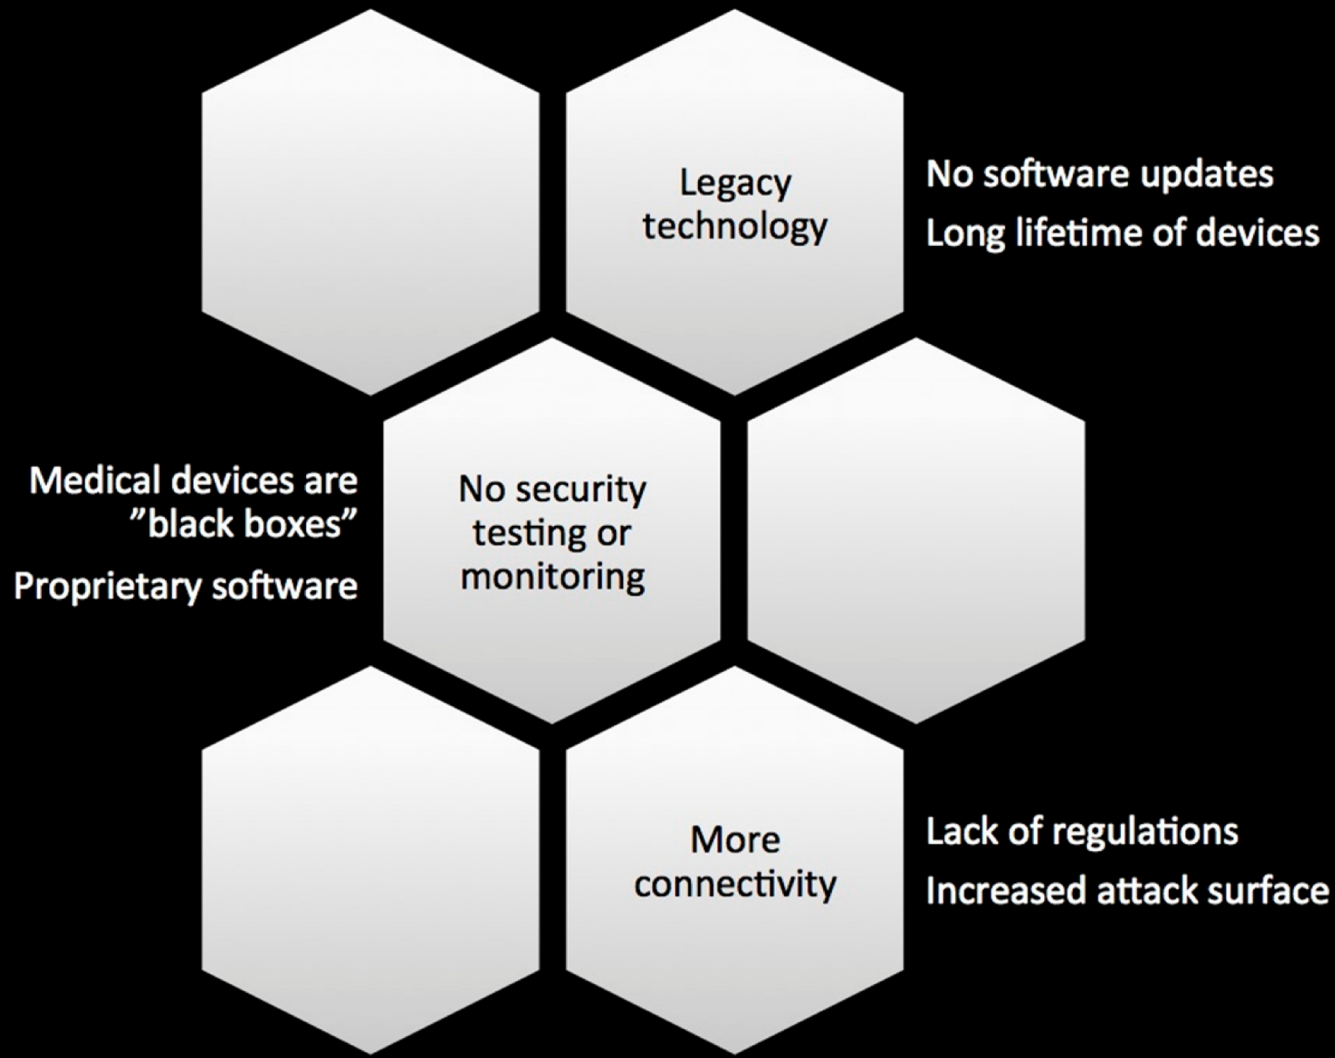 Legacy
technology
No software updates
Long lifetime of devices
Medical devices are
”black boxes”
Proprietary software
No security
testing or
monitoring
More
connectivity
Lack of regulations
Increased attack surface